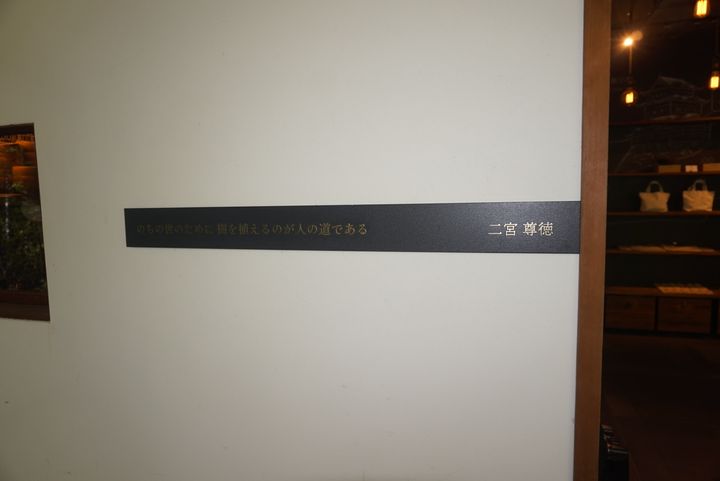 のちの世のために 樹を植えるのが人の道である 二宮 尊徳